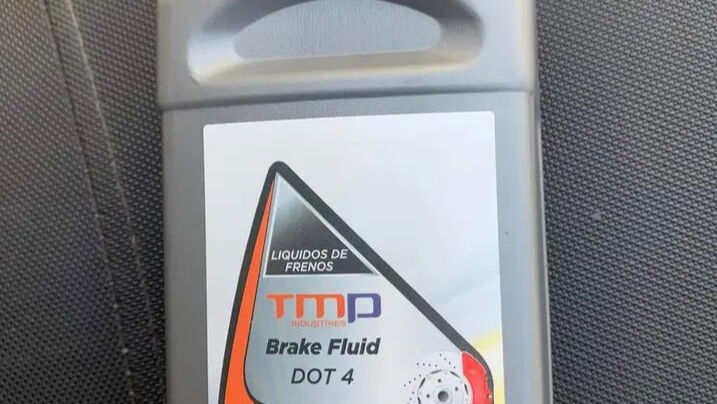 LIQUIDOS DE
FRENOS
TMP
INDUSTRIES
Brake Fluid
DOT 4